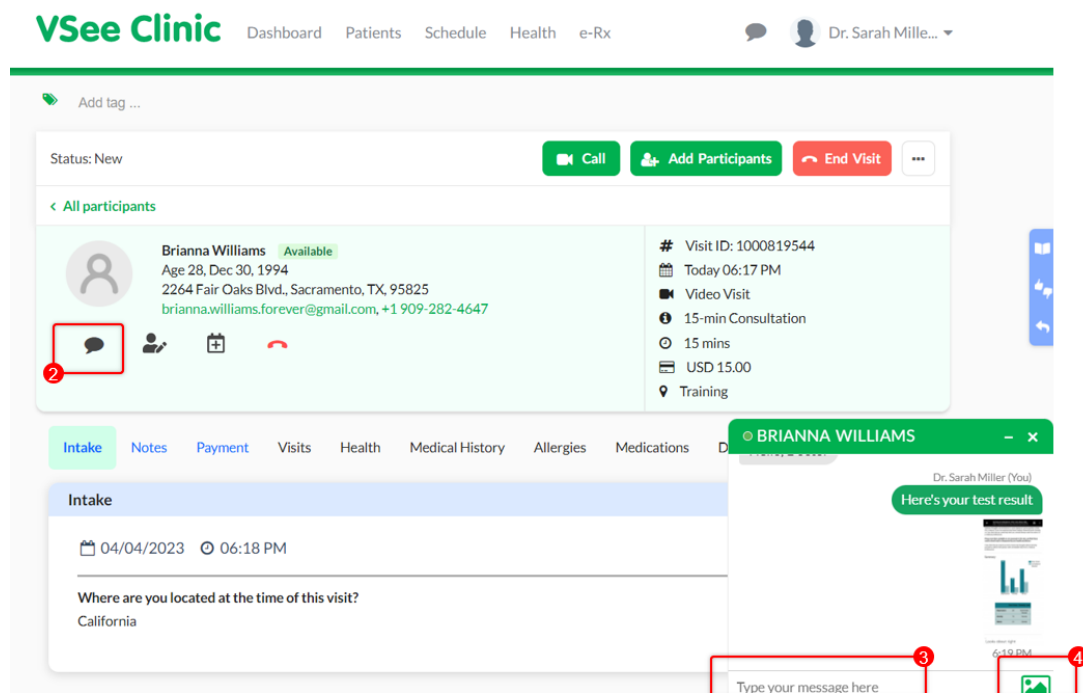 VSee Clinic Dashboard Patients Schedule Health e-Rx Dr. Sarah Mille...
Add tag ...
Status: New Call Add Participants End Visit
All participants
Brianna Williams Available
Age 28, Dec 30, 1994
2264 Fair Oaks Blvd., Sacramento, TX, 95825
brianna.williams.forever@gmail.com, +1 909-282-4647
2
# Visit ID: 1000819544
Today 06:17 PM
Video Visit
15-min Consultation
15 mins
USD 15.00
Training
Intake Notes Payment Visits Health Medical History Allergies Medications D
Intake
04/04/2023 06:18 PM
Where are you located at the time of this visit?
California
BRIANNA WILLIAMS
Dr. Sarah Miller (You)
Here's your test result
6:19 PM
3
4
Type your message here